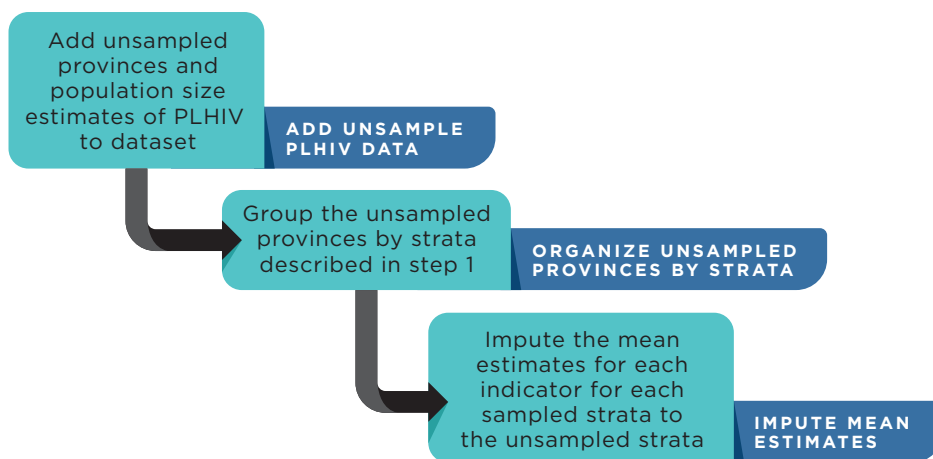 Add unsampled
provinces and
population size
estimates of PLHIV
to dataset
ADD UNSAMPLE
PLHIV DATA
Group the unsampled
provinces by strata
described in step 1
ORGANIZE UNSAMPLED
PROVINCES BY STRATA
Impute the mean
estimates for each
indicator for each
sampled strata to
the unsampled strata
IMPUTE MEAN
ESTIMATES